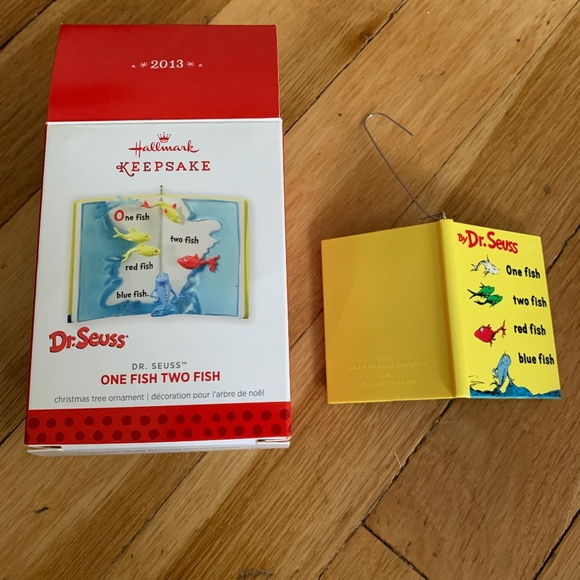 2013
Hallmark
KEEPSAKE
One fish
two fish
red fish
blue fish.
Dr. Seuss™
DR. SEUSS™
ONE FISH TWO FISH
christmas tree ornament | décoration pour l'arbre de noël
By Dr. Seuss
One fish
two fish
red fish
blue fish